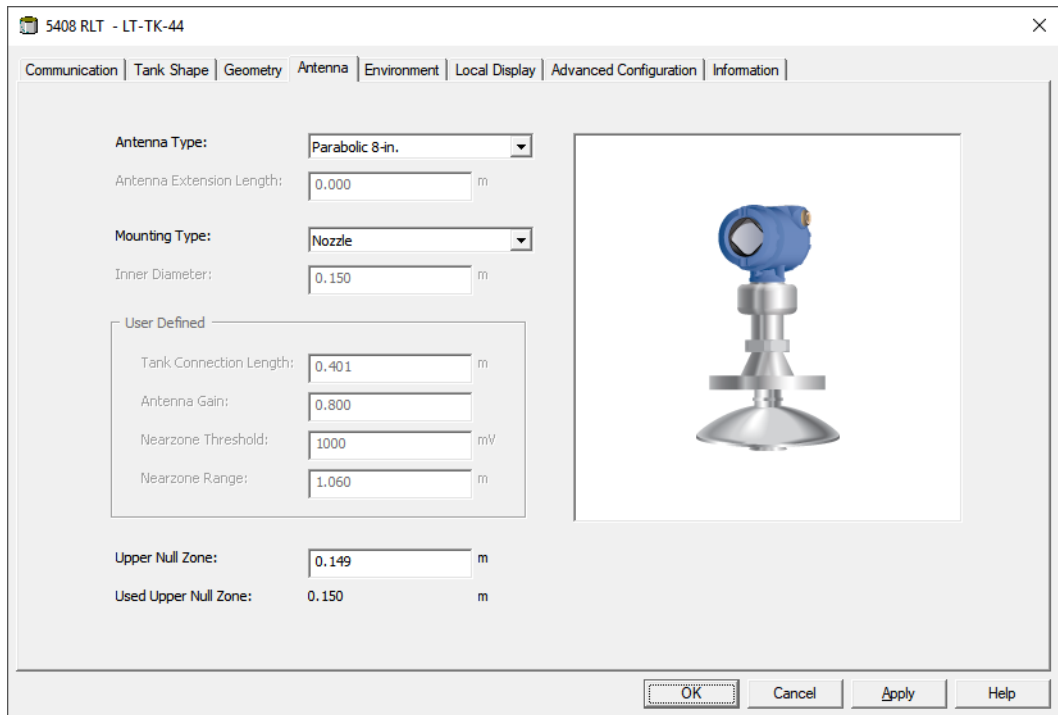 5408 RLT - LT-TK-44
Communication Tank Shape Geometry Antenna Environment Local Display Advanced Configuration Information
Antenna Type: Parabolic 8-in.
Antenna Extension Length: 0.000 m
Mounting Type: Nozzle
Inner Diameter: 0.150 m
User Defined
Tank Connection Length: 0.401 m
Antenna Gain: 0.800
Nearzone Threshold: 1000 mV
Nearzone Range: 1.060 m
Upper Null Zone: 0.149 m
Used Upper Null Zone: 0.150 m
OK Cancel Apply Help